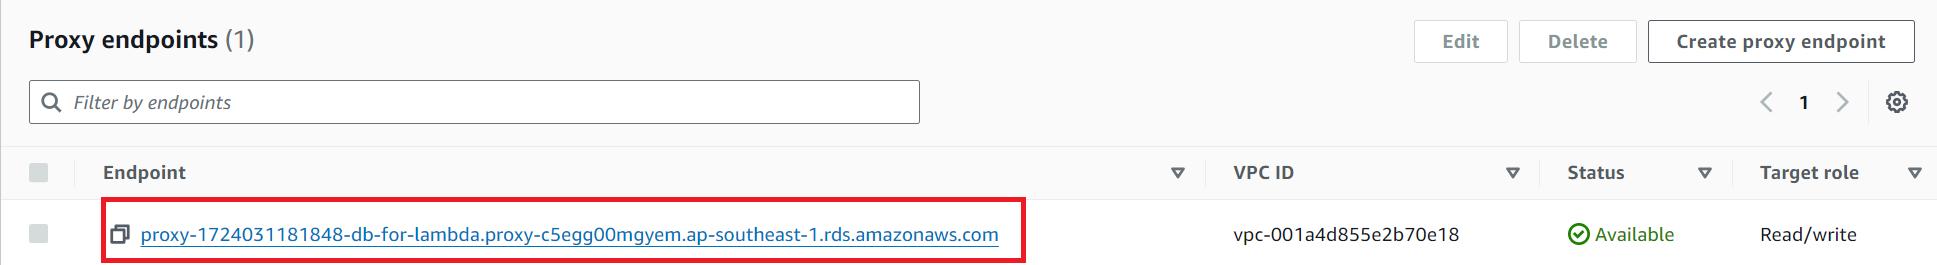 Proxy endpoints (1)
Edit
Delete
Create proxy endpoint
Filter by endpoints
1
Endpoint
VPC ID
Status
Target role
proxy-1724031181848-db-for-lambda.proxy-c5egg00mgyem.ap-southeast-1.rds.amazonaws.com
vpc-001a4d855e2b70e18
Available
Read/write